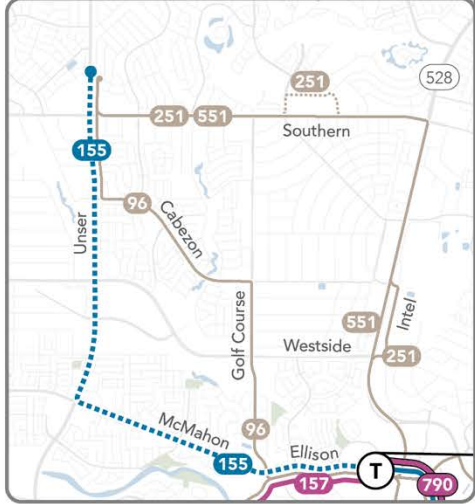 251
528
251 551
Southern
155
96
Cabezon
Unser
Golf Course
551
Intel
Westside
251
McMahon
96
Ellison
155
T
157
790